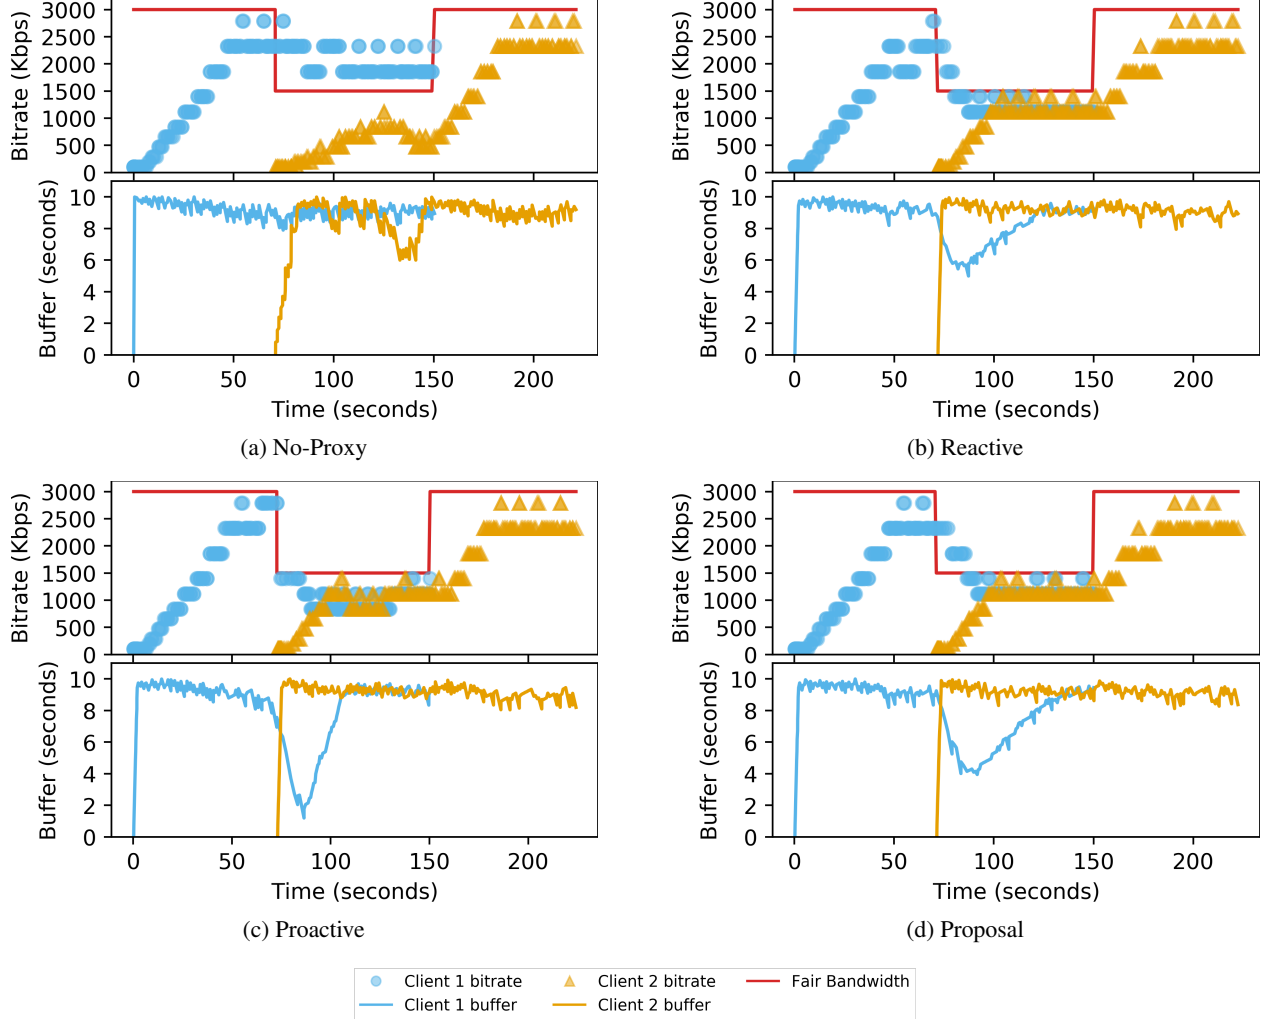 3000
2500
2000
1500
1000
500
0
Bitrate (Kbps)
10
8
6
4
2
0
Buffer (seconds)
0 50 100 150 200
Time (seconds)
(a) No-Proxy
3000
2500
2000
1500
1000
500
0
Bitrate (Kbps)
10
8
6
4
2
0
Buffer (seconds)
0 50 100 150 200
Time (seconds)
(b) Reactive
3000
2500
2000
1500
1000
500
0
Bitrate (Kbps)
10
8
6
4
2
0
Buffer (seconds)
0 50 100 150 200
Time (seconds)
(c) Proactive
3000
2500
2000
1500
1000
500
0
Bitrate (Kbps)
10
8
6
4
2
0
Buffer (seconds)
0 50 100 150 200
Time (seconds)
(d) Proposal
Client 1 bitrate Client 2 bitrate Fair Bandwidth
Client 1 buffer Client 2 buffer